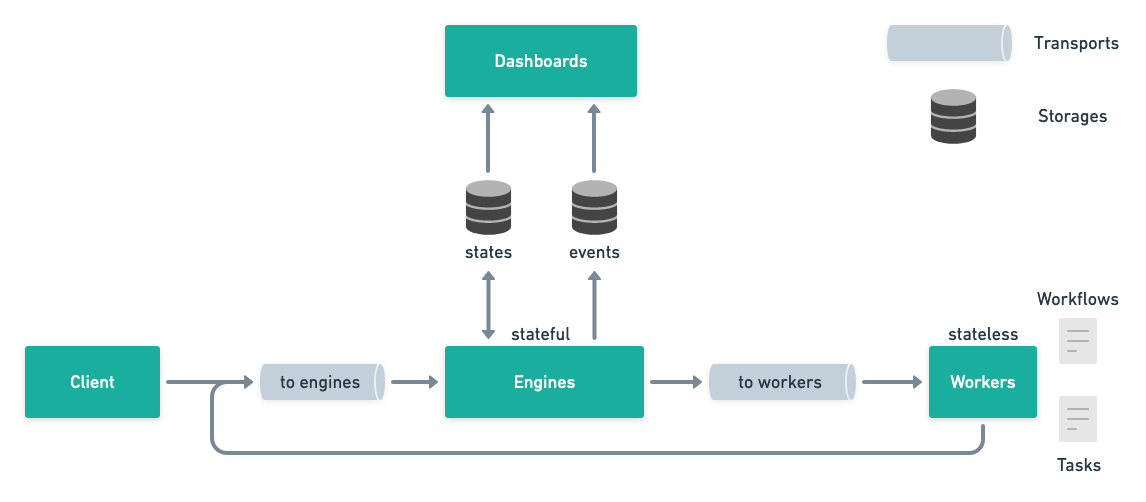 Dashboards
Transports
Storages
states
events
Workflows
stateful
stateless
Client
to engines
Engines
to workers
Workers
Tasks